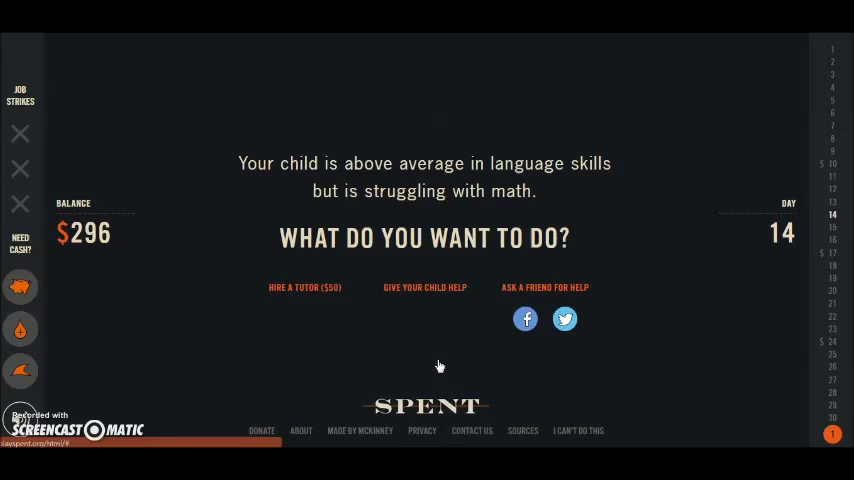 JOB
STRIKES
BALANCE
$296
NEED
CASH?
Your child is above average in language skills
but is struggling with math.
WHAT DO YOU WANT TO DO?
HIRE A TUTOR ($50)
GIVE YOUR CHILD HELP
ASK A FRIEND FOR HELP
DAY
14
SPENT
DONATE
ABOUT
MADE BY MCKINNEY
PRIVACY
CONTACT US
SOURCES
I CAN'T DO THIS
Recorded with
SCREENCAST-O-MATIC
playspent.org/html/#
1
2
3
4
5
6
7
8
9
$ 10
11
12
13
14
15
16
$ 17
18
19
20
21
22
23
$ 24
25
26
27
28
29
30
1